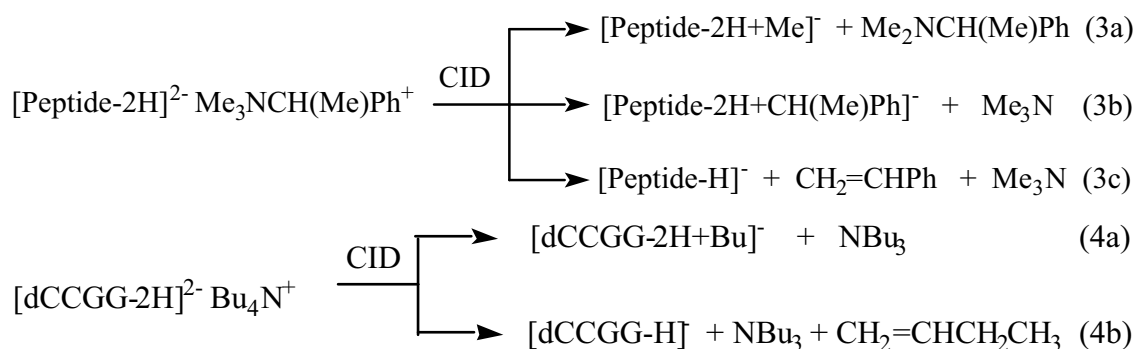 [Peptide-2H+Me]⁻ + Me₂NCH(Me)Ph (3a)
CID
[Peptide-2H]²⁻ Me₃NCH(Me)Ph⁺
[Peptide-2H+CH(Me)Ph]⁻ + Me₃N (3b)
[Peptide-H]⁻ + CH₂=CHPh + Me₃N (3c)
[dCCGG-2H+Bu]⁻ + NBu₃ (4a)
CID
[dCCGG-2H]²⁻ Bu₄N⁺
[dCCGG-H]⁻ + NBu₃ + CH₂=CHCH₂CH₃ (4b)